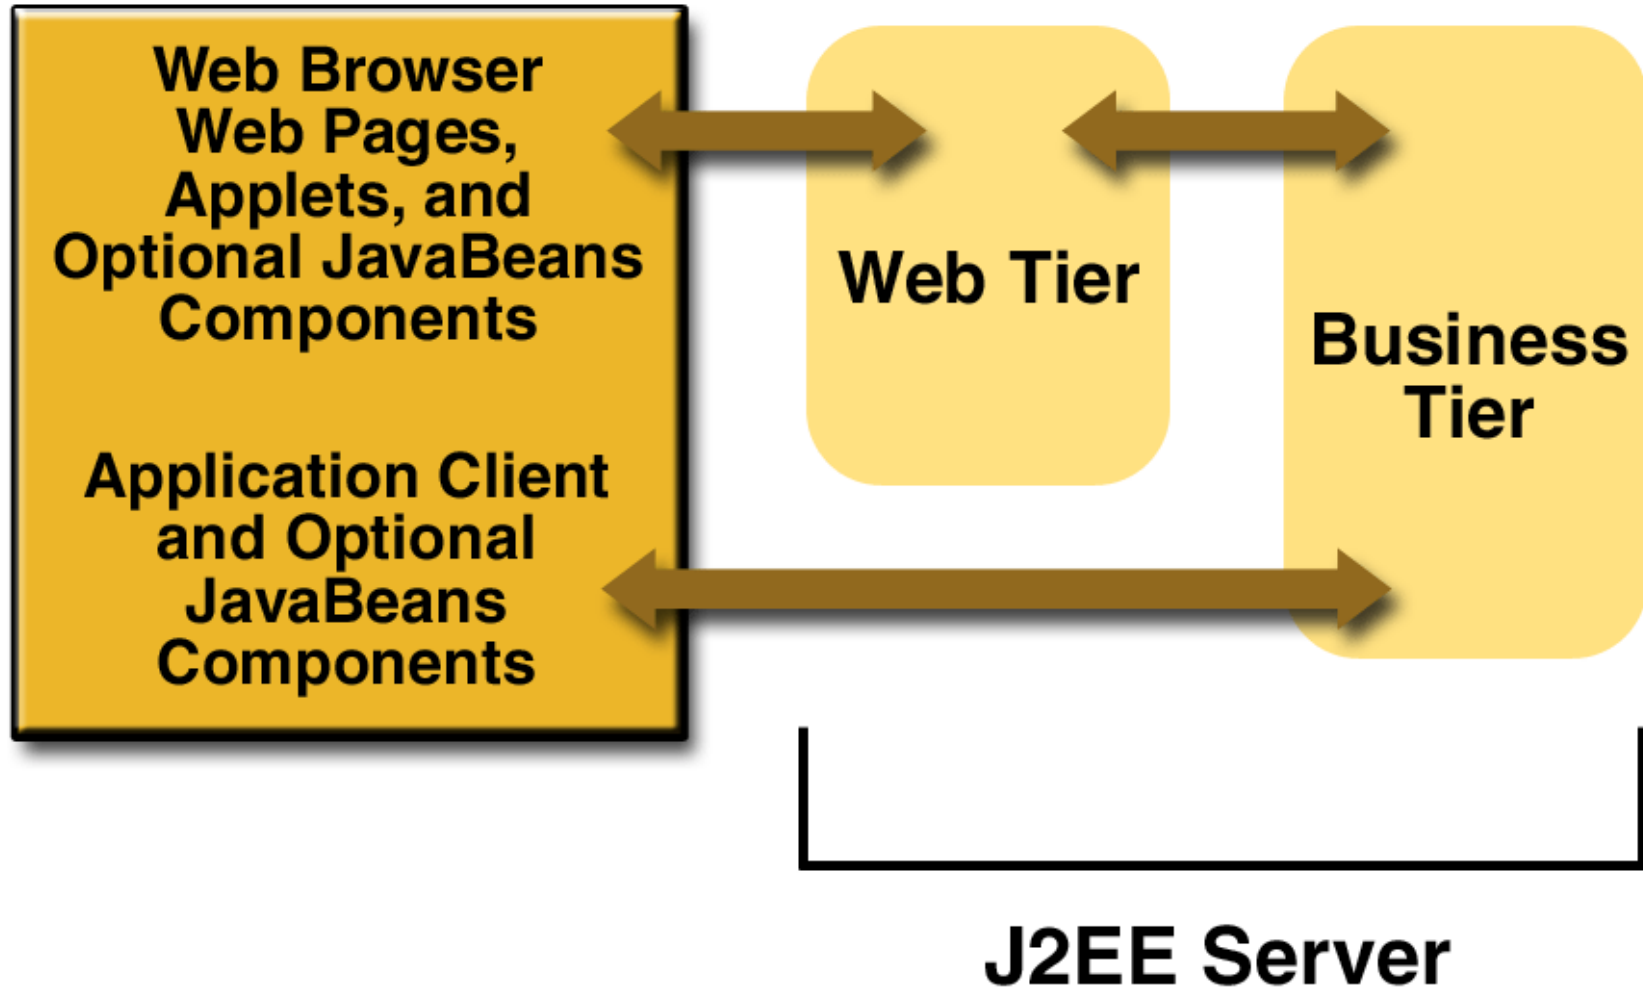 Web Browser
Web Pages,
Applets, and
Optional JavaBeans
Components
Application Client
and Optional
JavaBeans
Components
Web Tier
Business
Tier
J2EE Server